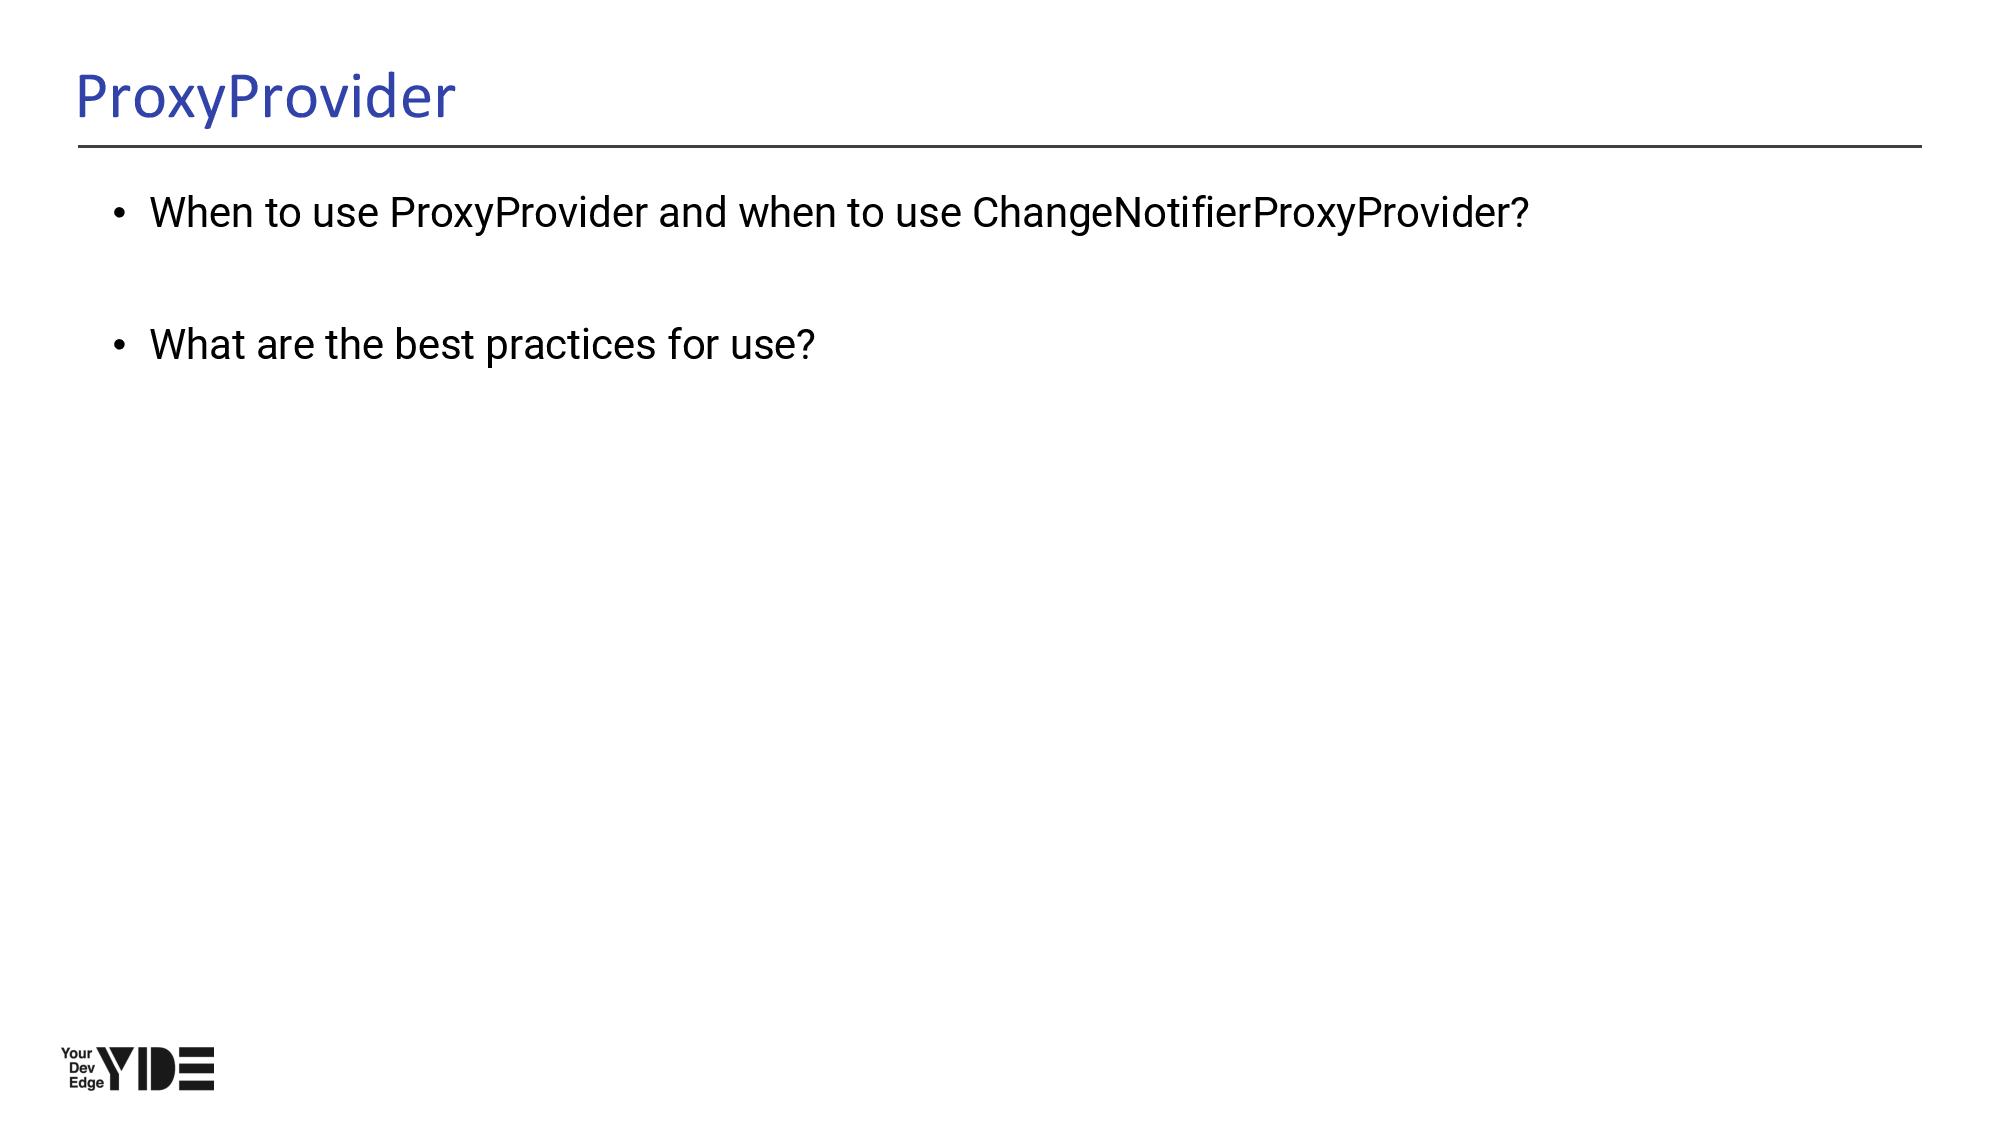 ProxyProvider
• When to use ProxyProvider and when to use ChangeNotifierProxyProvider?
• What are the best practices for use?
Your
Dev
Edge
YDE